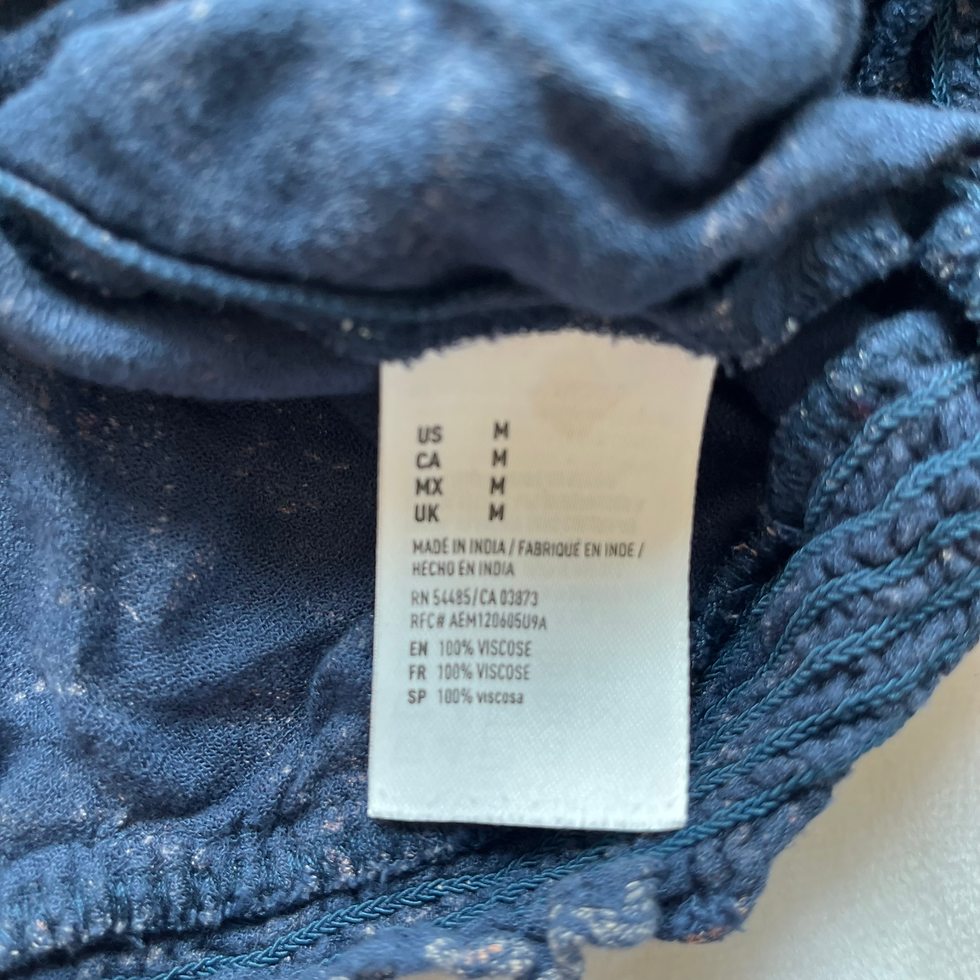 US M
CA M
MX M
UK M
MADE IN INDIA / FABRIQUÉ EN INDE /
HECHO EN INDIA
RN 54485/CA 03873
RFC# AEM120605U9A
EN 100% VISCOSE
FR 100% VISCOSE
SP 100% viscosa